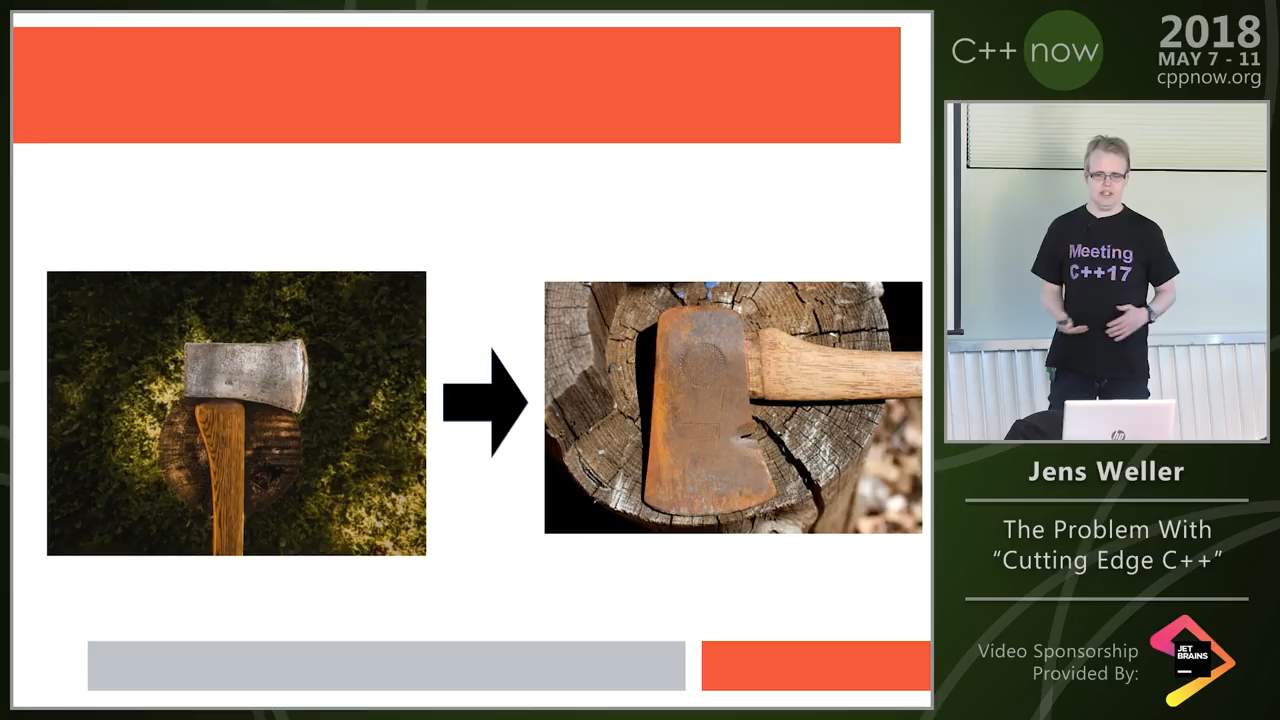 C++ now
2018
MAY 7 - 11
cppnow.org
Meeting
C++17
hp
Jens Weller
The Problem With
“Cutting Edge C++”
Video Sponsorship
Provided By:
JET
BRAINS